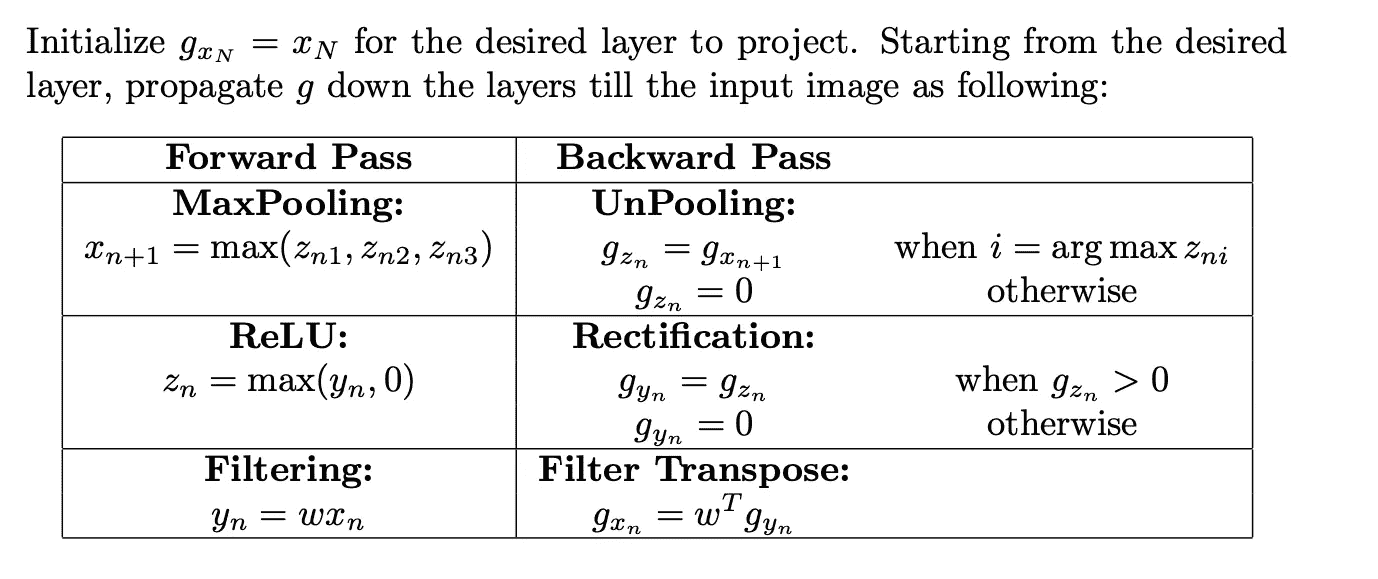 Initialize $g_{x_N} = x_N$ for the desired layer to project. Starting from the desired
layer, propagate $g$ down the layers till the input image as following:
Forward Pass Backward Pass
MaxPooling: UnPooling:
$x_{n+1} = \max(z_{n1}, z_{n2}, z_{n3})$ $g_{z_n} = g_{x_{n+1}}$ when $i = \arg\max z_{ni}$
$g_{z_n} = 0$ otherwise
ReLU: Rectification:
$z_n = \max(y_n, 0)$ $g_{y_n} = g_{z_n}$ when $g_{z_n} > 0$
$g_{y_n} = 0$ otherwise
Filtering: Filter Transpose:
$y_n = wx_n$ $g_{x_n} = w^T g_{y_n}$